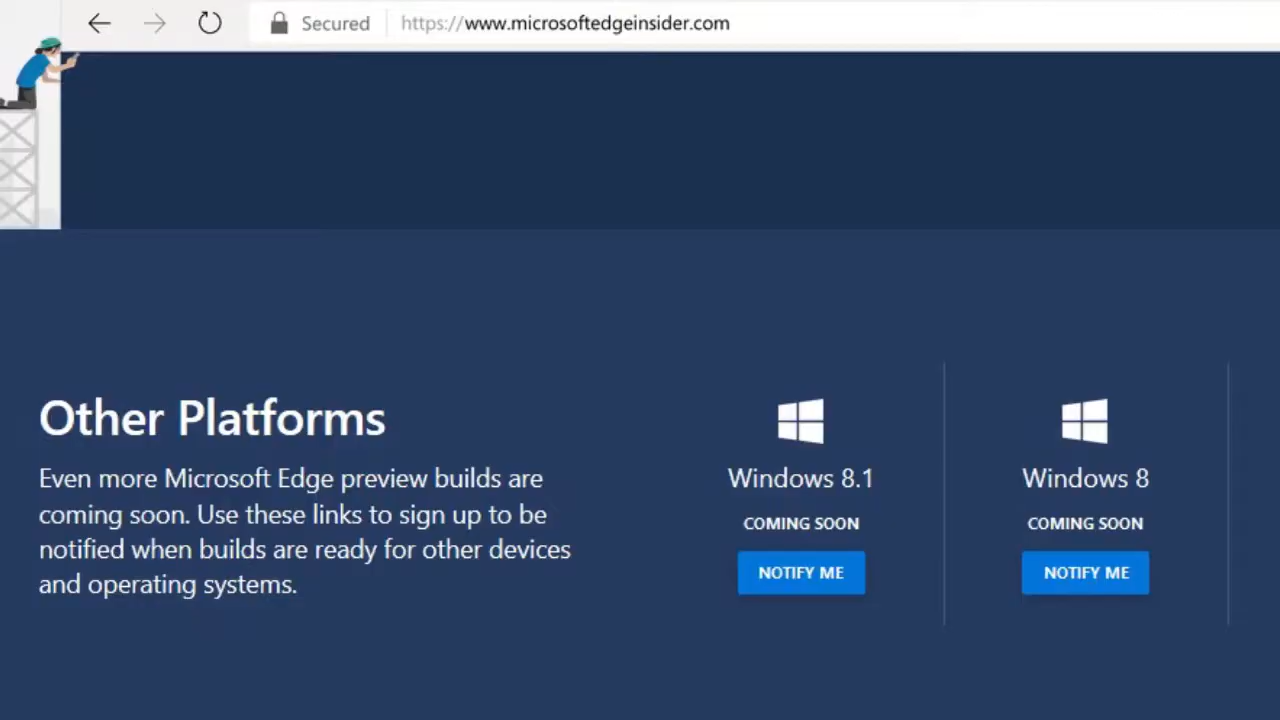 Secured https://www.microsoftedgeinsider.com
Other Platforms
Even more Microsoft Edge preview builds are
coming soon. Use these links to sign up to be
notified when builds are ready for other devices
and operating systems.
Windows 8.1
COMING SOON
NOTIFY ME
Windows 8
COMING SOON
NOTIFY ME